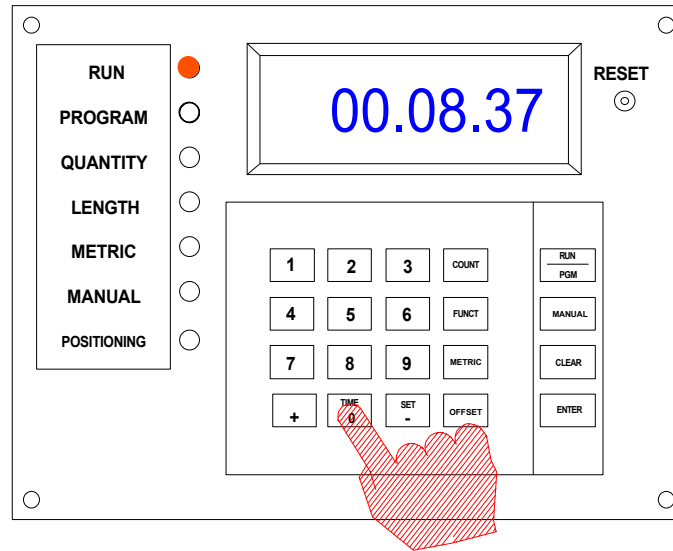 RUN
PROGRAM
QUANTITY
LENGTH
METRIC
MANUAL
POSITIONING
00.08.37
RESET
1 2 3 COUNT
4 5 6 FUNCT
7 8 9 METRIC
+ TIME 0 SET - OFFSET
RUN
PGM
MANUAL
CLEAR
ENTER